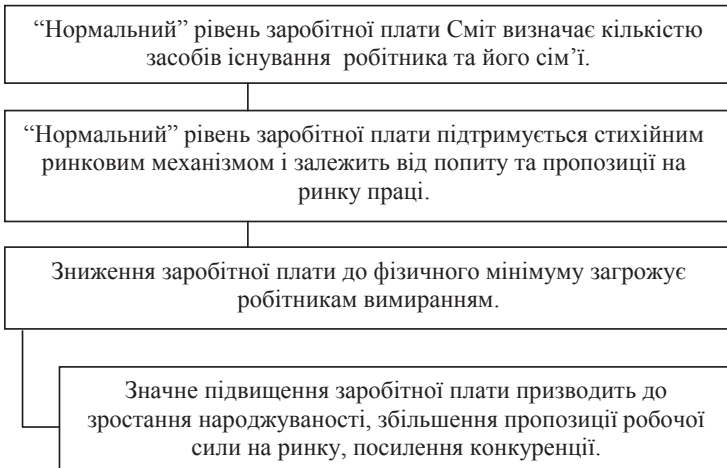 “Нормальний” рівень заробітної плати Сміт визначає кількістю
засобів існування робітника та його сім’ї.
“Нормальний” рівень заробітної плати підтримується стихійним
ринковим механізмом і залежить від попиту та пропозиції на
ринку праці.
Зниження заробітної плати до фізичного мінімуму загрожує
робітникам вимиранням.
Значне підвищення заробітної плати призводить до
зростання народжуваності, збільшення пропозиції робочої
сили на ринку, посилення конкуренції.